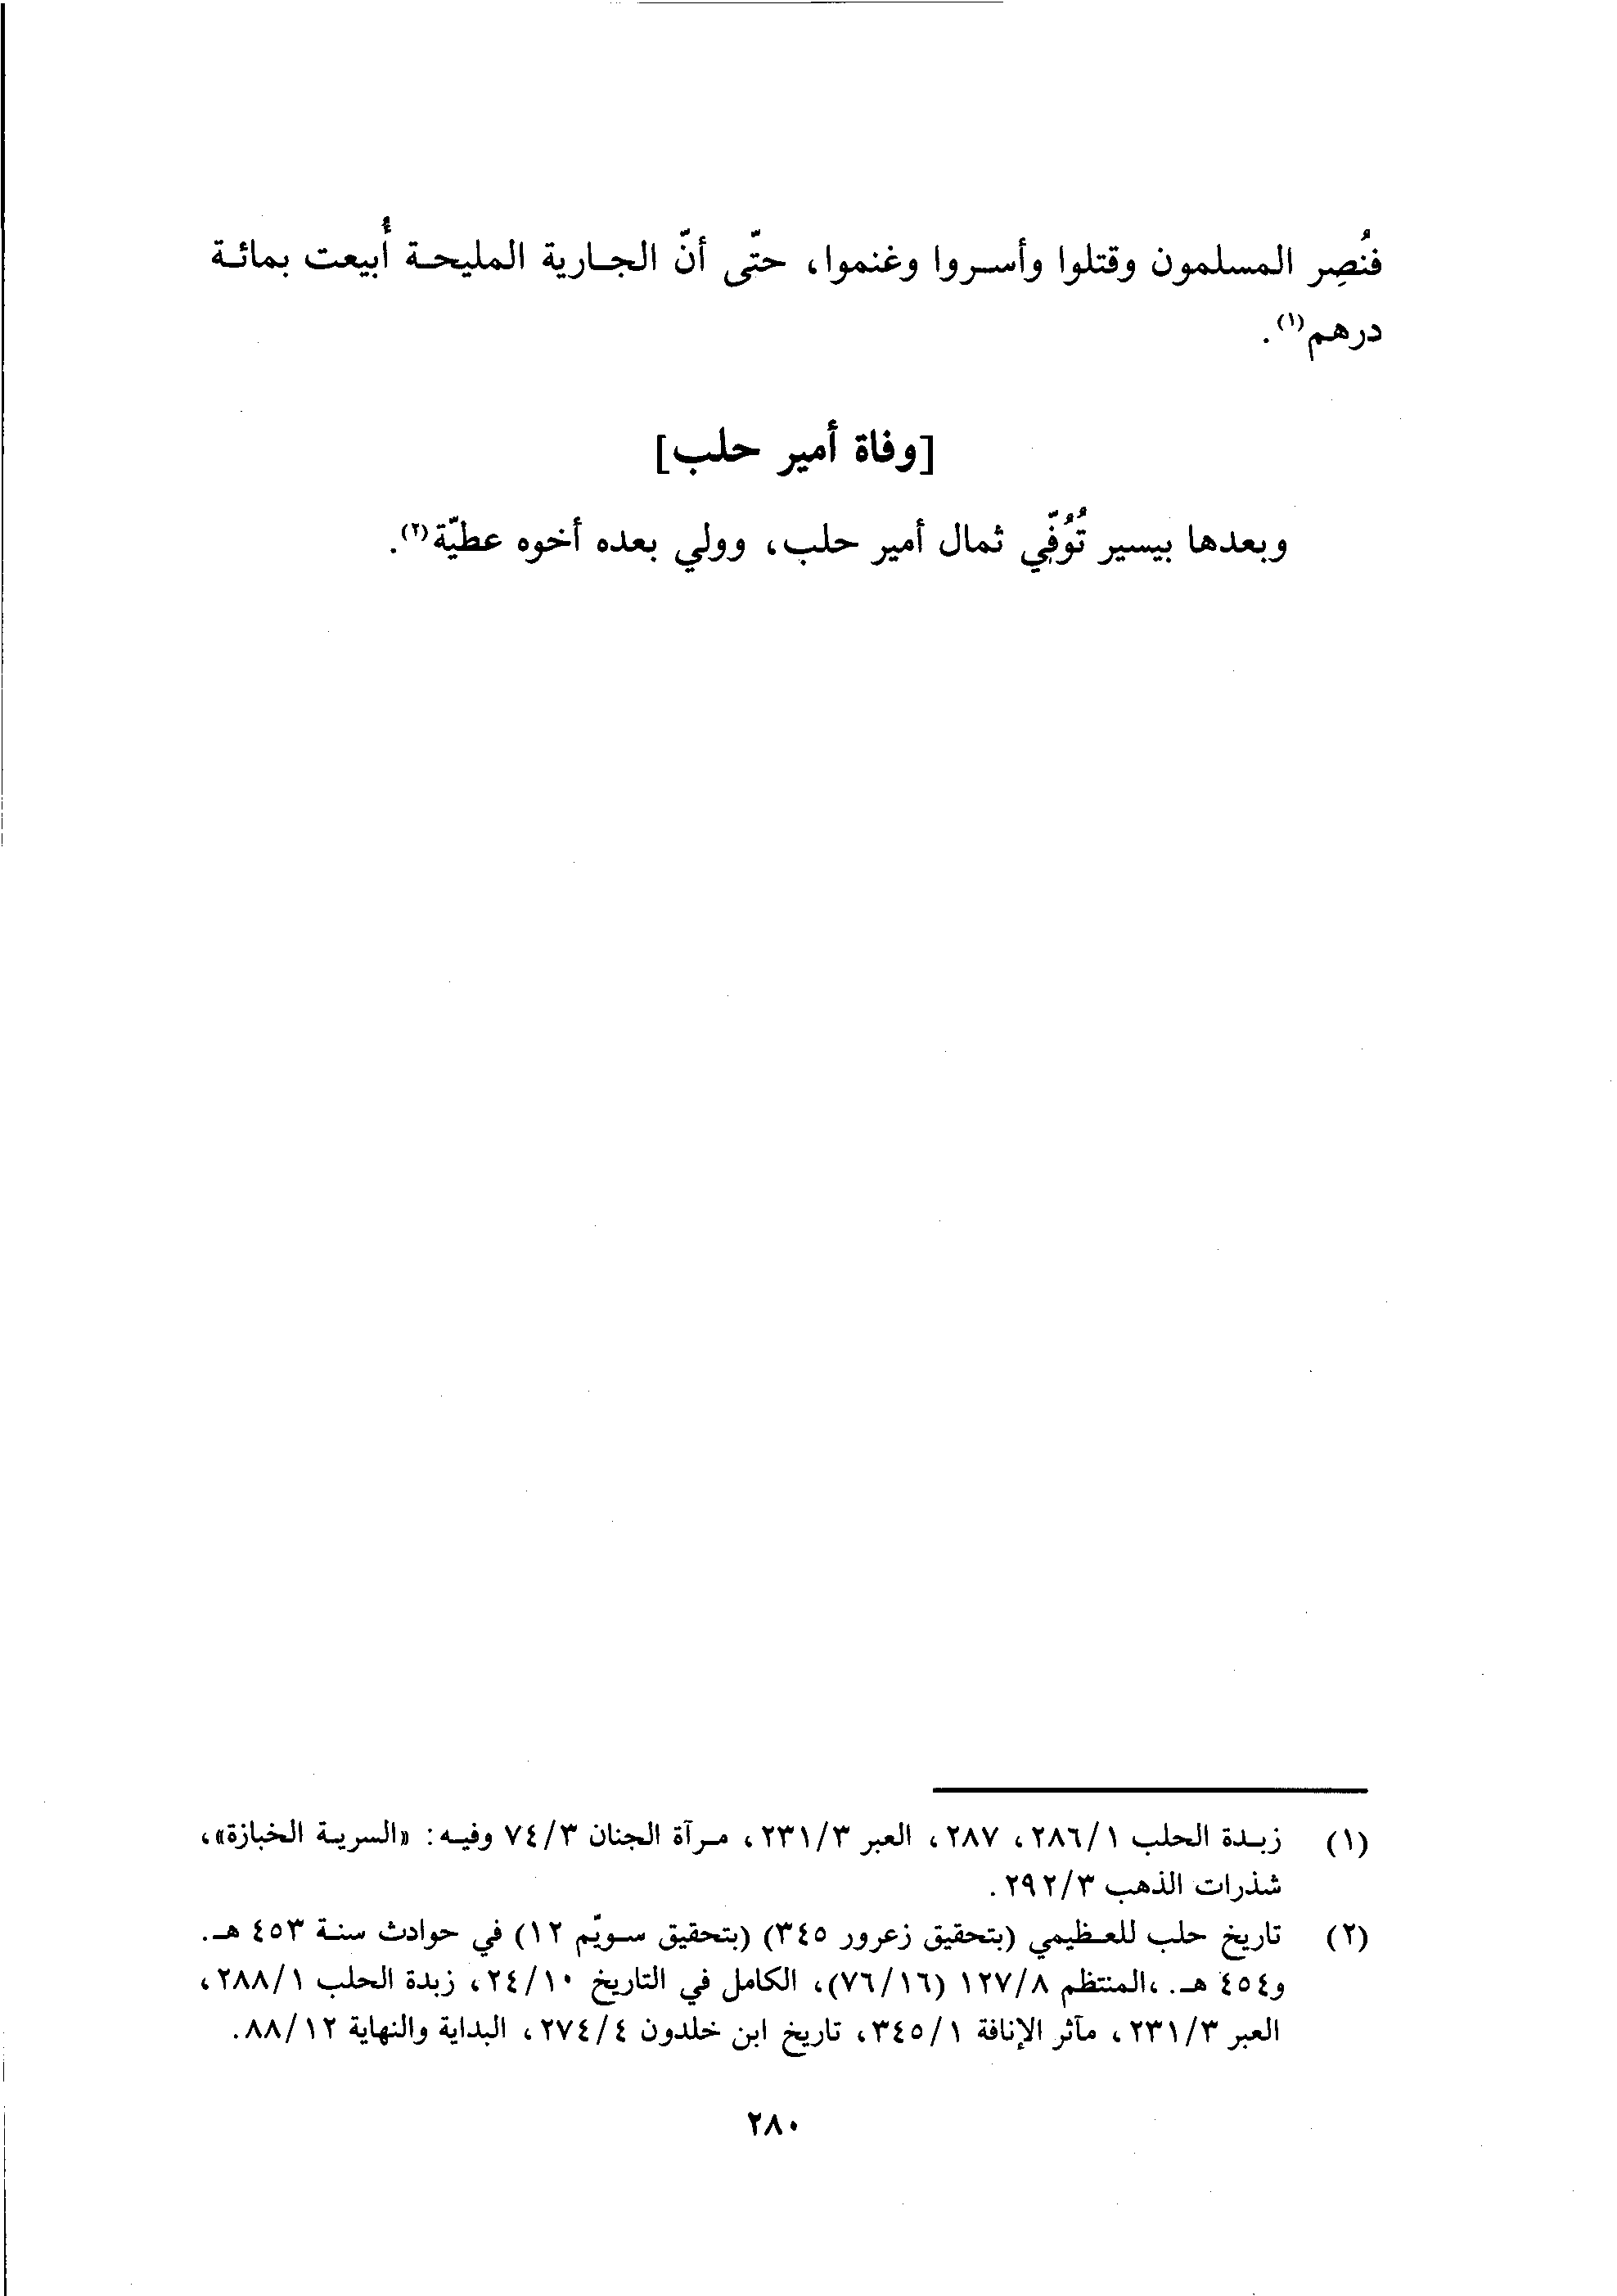 فنُصِر المسلمون وقتلوا وأسروا وغنموا، حتّى أنّ الجارية المليحة أُبيعت بمائة
درهم(١).
[وفاة أمير حلب]
وبعدها بيسير تُوُفّي ثمال أمير حلب، وولي بعده أخوه عطيّة(٢).
(١) زبدة الحلب ٢٨٦/١، ٢٨٧، العبر ٢٣١/٣، مرآة الجنان ٧٤/٣ وفيه: «السرية الخبازة»،
شذرات الذهب ٢٩٢/٣.
(٢) تاريخ حلب للعظيمي (بتحقيق زعرور ٣٤٥) (بتحقيق سويّم ١٢) في حوادث سنة ٤٥٣ هـ.
و٤٥٤ هـ. ،المنتظم ١٢٧/٨ (٧٦/١٦)، الكامل في التاريخ ٢٤/١٠، زبدة الحلب ٢٨٨/١،
العبر ٢٣١/٣، مآثر الإنافة ٣٤٥/١، تاريخ ابن خلدون ٢٧٤/٤، البداية والنهاية ٨٨/١٢.
٢٨٠